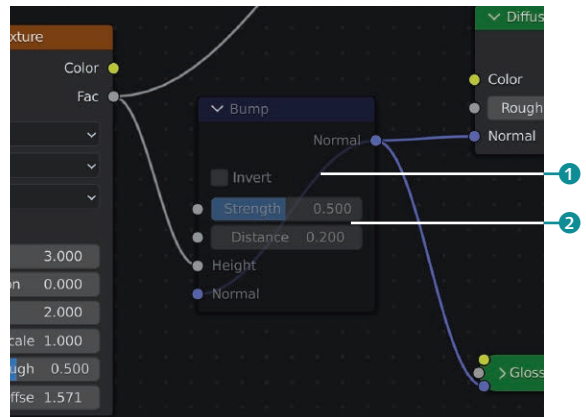 xture
Color
Fac
3.000
on 0.000
2.000
cale 1.000
ugh 0.500
ffse 1.571
Bump
Normal
Invert
Strength 0.500
Distance 0.200
Height
Normal
Diffus
Color
Rough
Normal
1
2
Gloss